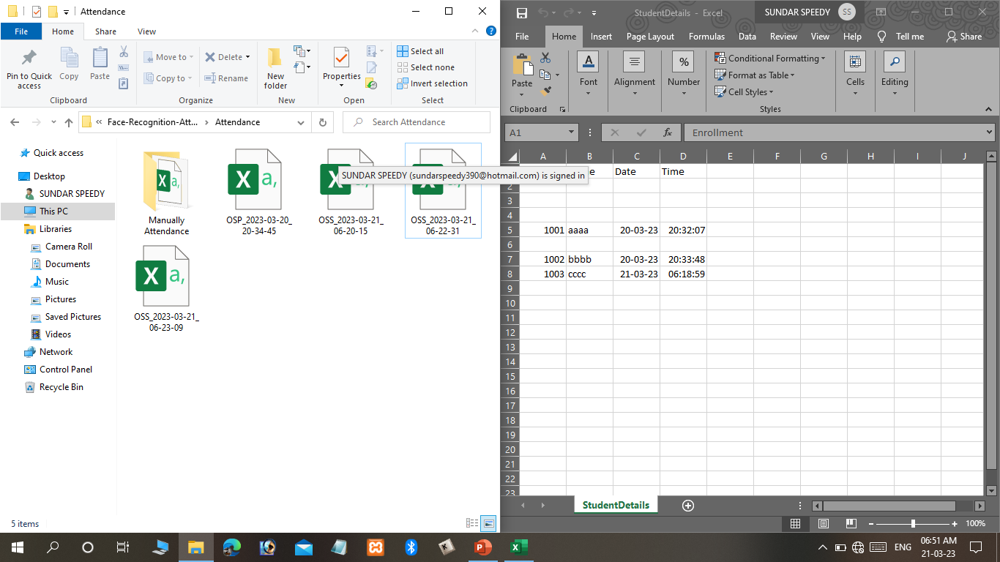 Attendance
File
Home
Share
View
Pin to Quick access
Copy
Paste
Clipboard
Move to
Copy to
Delete
Rename
Organize
New folder
New
Properties
Open
Select all
Select none
Invert selection
Select
Face-Recognition-Att...
Attendance
Search Attendance
Quick access
Desktop
SUNDAR SPEEDY
This PC
Libraries
Camera Roll
Documents
Music
Pictures
Saved Pictures
Videos
Network
Control Panel
Recycle Bin
Manually
Attendance
OSP_2023-03-20_
20-34-45
OSS_2023-03-21_
06-20-15
OSS_2023-03-21_
06-22-31
OSS_2023-03-21_
06-23-09
SUNDAR SPEEDY (sundarspeedy390@hotmail.com) is signed in
5 items
StudentDetails - Excel
SUNDAR SPEEDY
SS
File
Home
Insert
Page Layout
Formulas
Data
Review
View
Help
Tell me
Share
Paste
Clipboard
Font
Alignment
Number
Conditional Formatting
Format as Table
Cell Styles
Styles
Cells
Editing
A1
fx
Enrollment
A B C D E F G H I J
Date Time
2
3
4
5 1001 aaaa 20-03-23 20:32:07
6
7 1002 bbbb 20-03-23 20:33:48
8 1003 cccc 21-03-23 06:18:59
9
10
11
12
13
14
15
16
17
18
19
20
21
22
23
StudentDetails
100%
ENG
06:51 AM
21-03-23